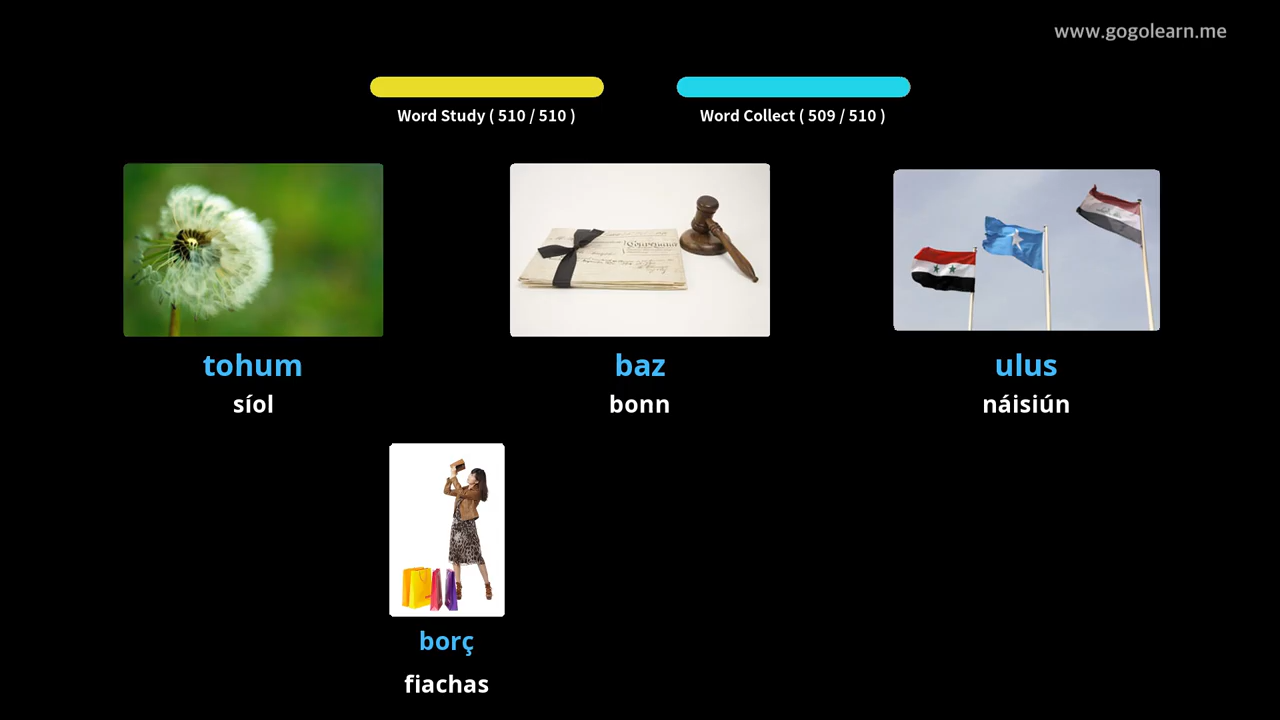 www.gogolearn.me
Word Study ( 510 / 510 )
Word Collect ( 509 / 510 )
tohum
síol
baz
bonn
ulus
náisiún
borç
fiachas